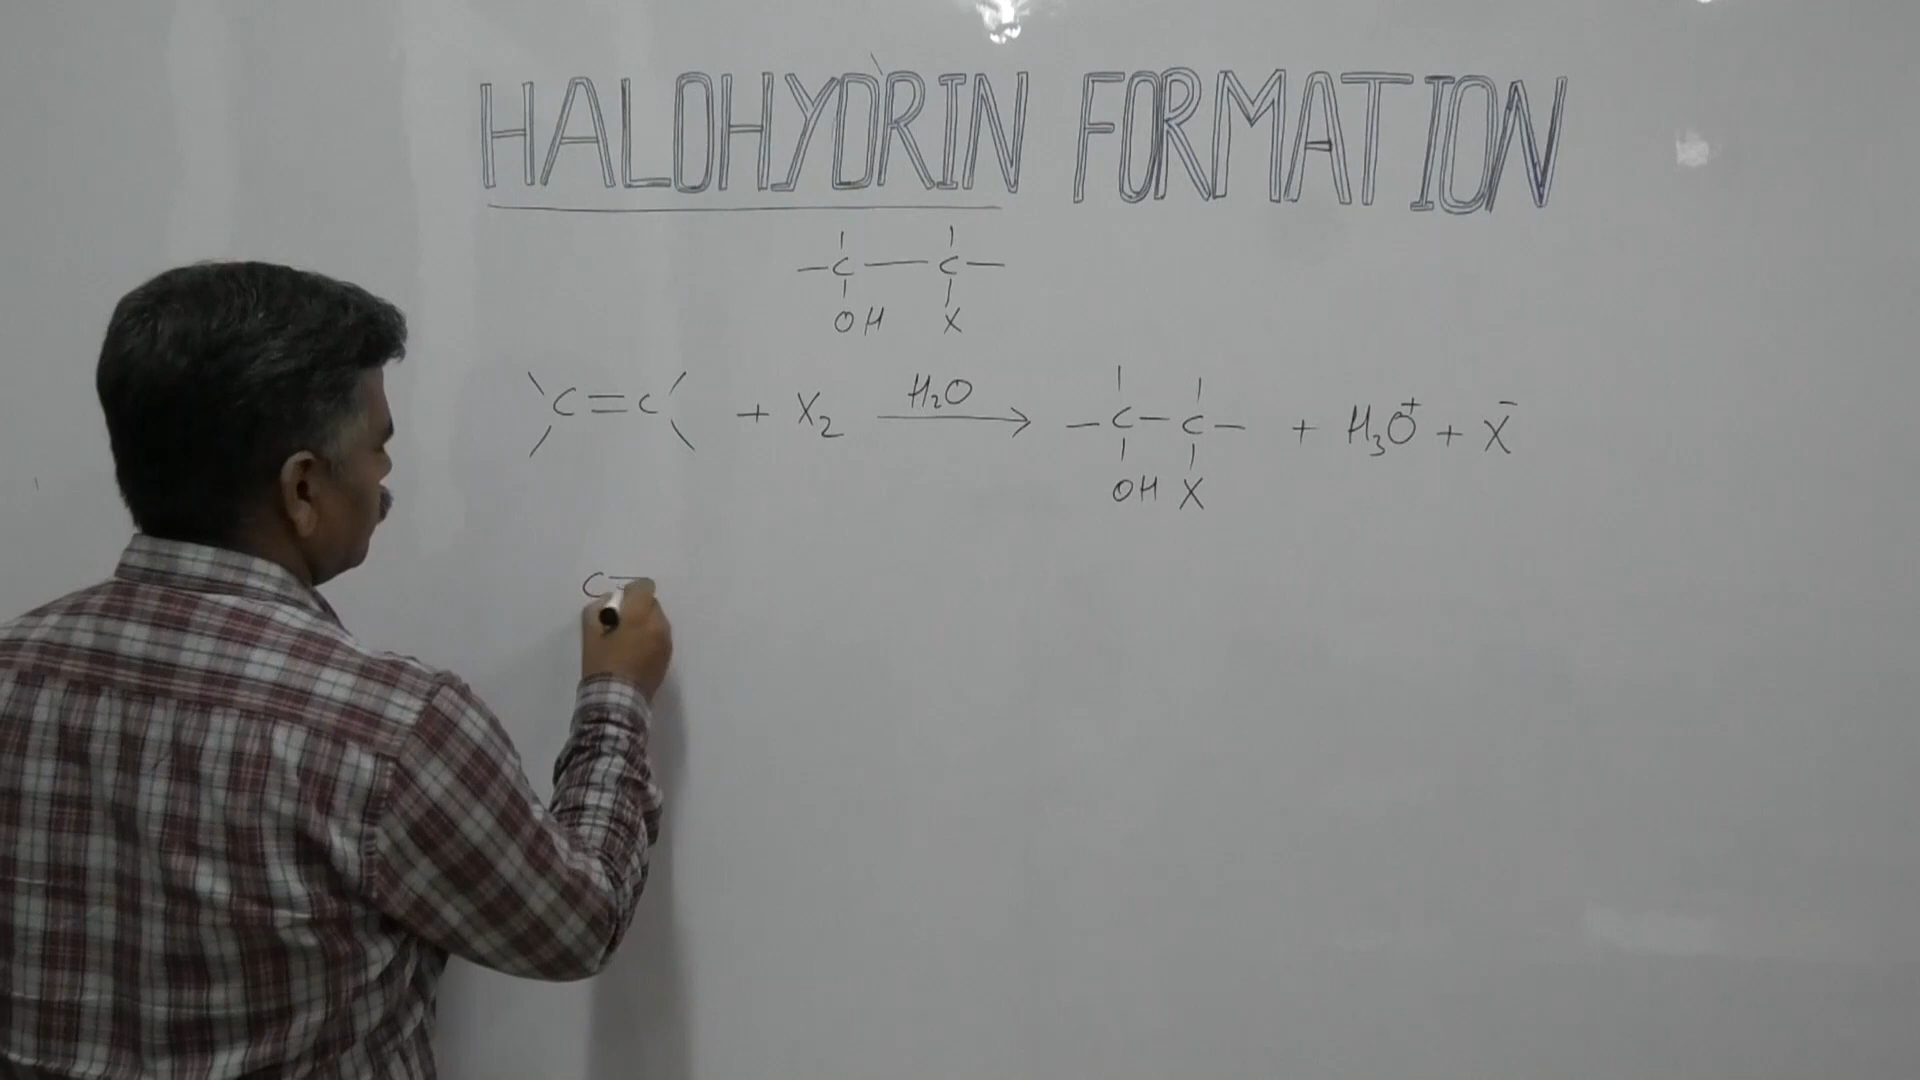 HALOHYDRIN FORMATION
–C–––C–
OH X
C=C + X₂ H₂O → –C–C– + H₃O⁺ + X⁻
OH X
C=